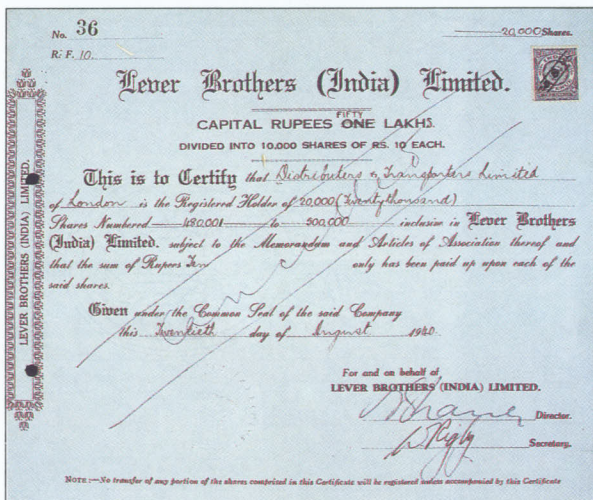 No. 36
20,000 Shares.
R. F. 10.
Lever Brothers (India) Limited.
FIFTY
CAPITAL RUPEES ONE LAKHS.
DIVIDED INTO 10,000 SHARES OF RS. 10 EACH.
This is to Certify that Distributers & Transporters Limited
of London is the Registered Holder of 20,000 (Twenty thousand)
Shares Numbered 480,001 to 500,000 inclusive in Lever Brothers
(India) Limited. subject to the Memorandum and Articles of Association thereof and
that the sum of Rupees Ten only has been paid up upon each of the
said shares.
Given under the Common Seal of the said Company
this Twentieth day of August 1940.
For and on behalf of
LEVER BROTHERS (INDIA) LIMITED.
Director.
Secretary.
NOTE :—No transfer of any portion of the shares comprised in this Certificate will be registered unless accompanied by this Certificate
LEVER BROTHERS (INDIA) LIMITED.